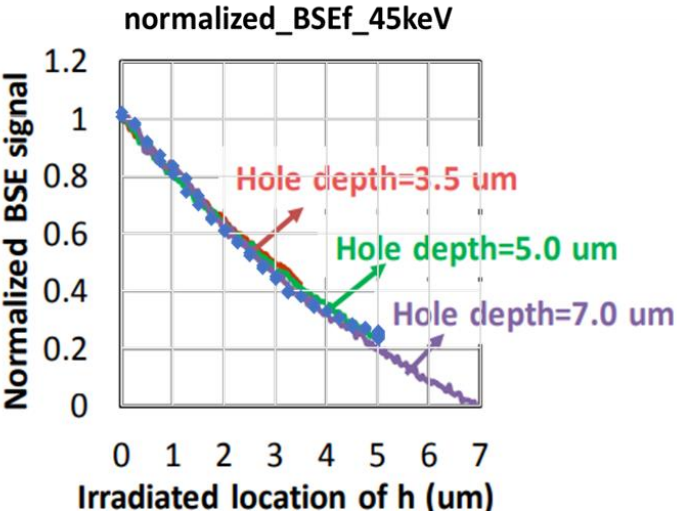 normalized_BSEf_45keV
Normalized BSE signal
1.2
1
0.8
0.6
0.4
0.2
0
Hole depth=3.5 um
Hole depth=5.0 um
Hole depth=7.0 um
0 1 2 3 4 5 6 7
Irradiated location of h (um)